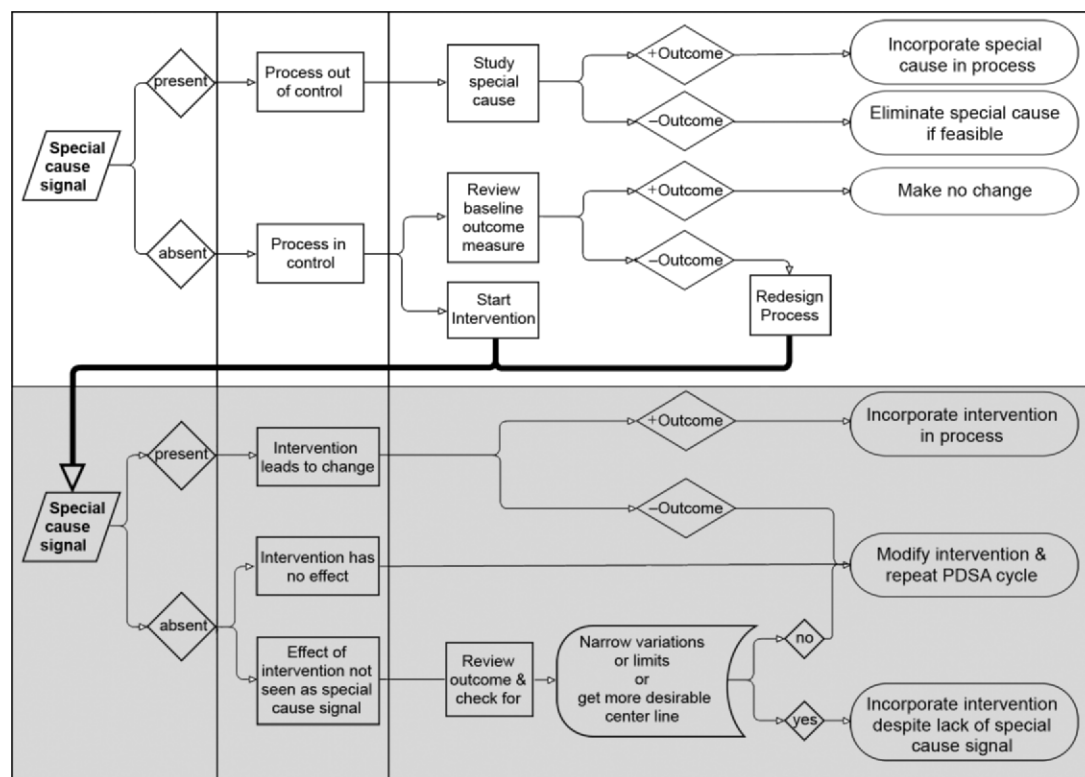 Special
cause
signal
present
absent
Process out
of control
Process in
control
Study
special
cause
Review
baseline
outcome
measure
Start
Intervention
+Outcome
–Outcome
+Outcome
–Outcome
Redesign
Process
Incorporate special
cause in process
Eliminate special cause
if feasible
Make no change
Special
cause
signal
present
absent
Intervention
leads to change
Intervention has
no effect
Effect of
intervention not
seen as special
cause signal
Review
outcome &
check for
Narrow variations
or limits
or
get more desirable
center line
+Outcome
–Outcome
no
yes
Incorporate intervention
in process
Modify intervention &
repeat PDSA cycle
Incorporate intervention
despite lack of special
cause signal